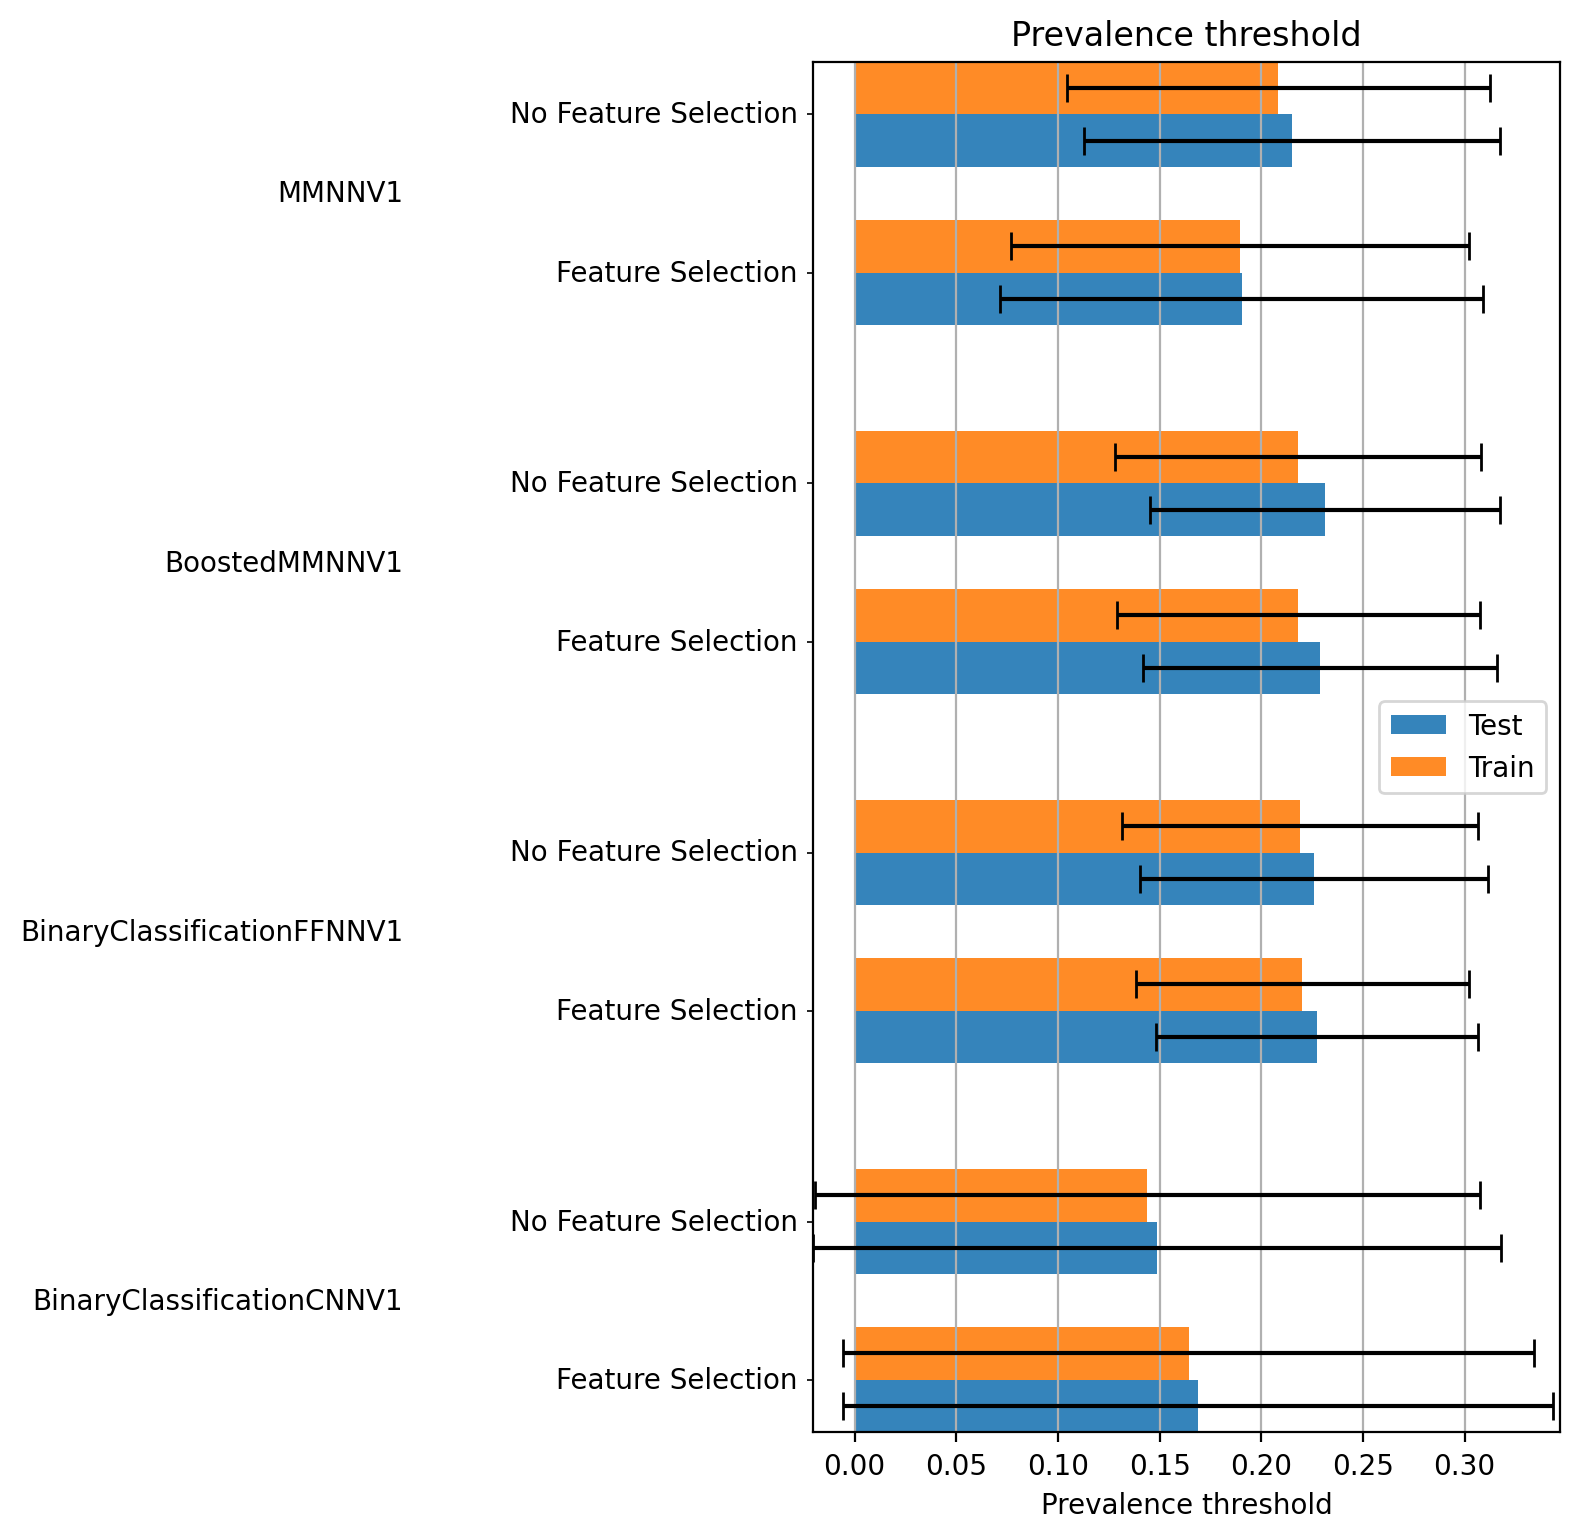 Prevalence threshold
No Feature Selection
MMNNV1
Feature Selection
No Feature Selection
BoostedMMNNV1
Feature Selection
Test
Train
No Feature Selection
BinaryClassificationFFNNV1
Feature Selection
No Feature Selection
BinaryClassificationCNNV1
Feature Selection
0.00 0.05 0.10 0.15 0.20 0.25 0.30
Prevalence threshold